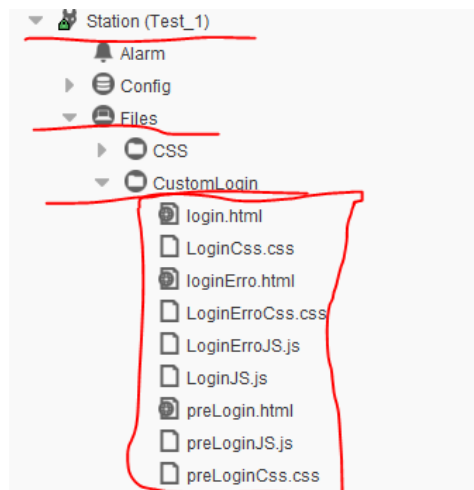 Station (Test_1)
Alarm
Config
Files
CSS
CustomLogin
login.html
LoginCss.css
loginErro.html
LoginErroCss.css
LoginErroJS.js
LoginJS.js
preLogin.html
preLoginJS.js
preLoginCss.css